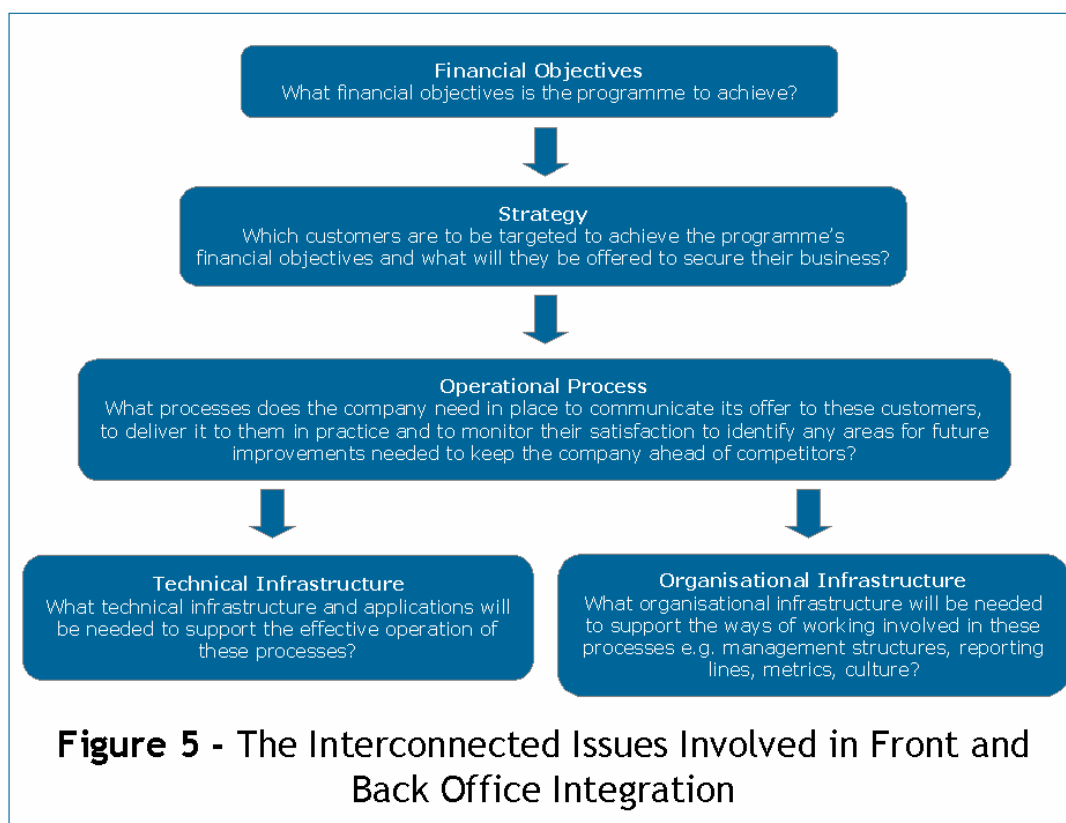 Financial Objectives
What financial objectives is the programme to achieve?
Strategy
Which customers are to be targeted to achieve the programme's
financial objectives and what will they be offered to secure their business?
Operational Process
What processes does the company need in place to communicate its offer to these customers,
to deliver it to them in practice and to monitor their satisfaction to identify any areas for future
improvements needed to keep the company ahead of competitors?
Technical Infrastructure
What technical infrastructure and applications will
be needed to support the effective operation of
these processes?
Organisational Infrastructure
What organisational infrastructure will be needed
to support the ways of working involved in these
processes e.g. management structures, reporting
lines, metrics, culture?
Figure 5 - The Interconnected Issues Involved in Front and
Back Office Integration